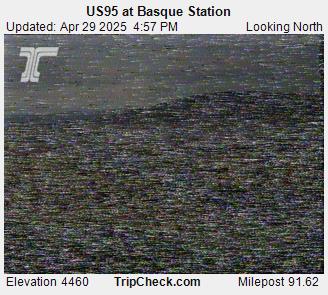 US95 at Basque Station
Updated: Apr 29 2025 4:57 PM Looking North
Elevation 4460 TripCheck.com Milepost 91.62